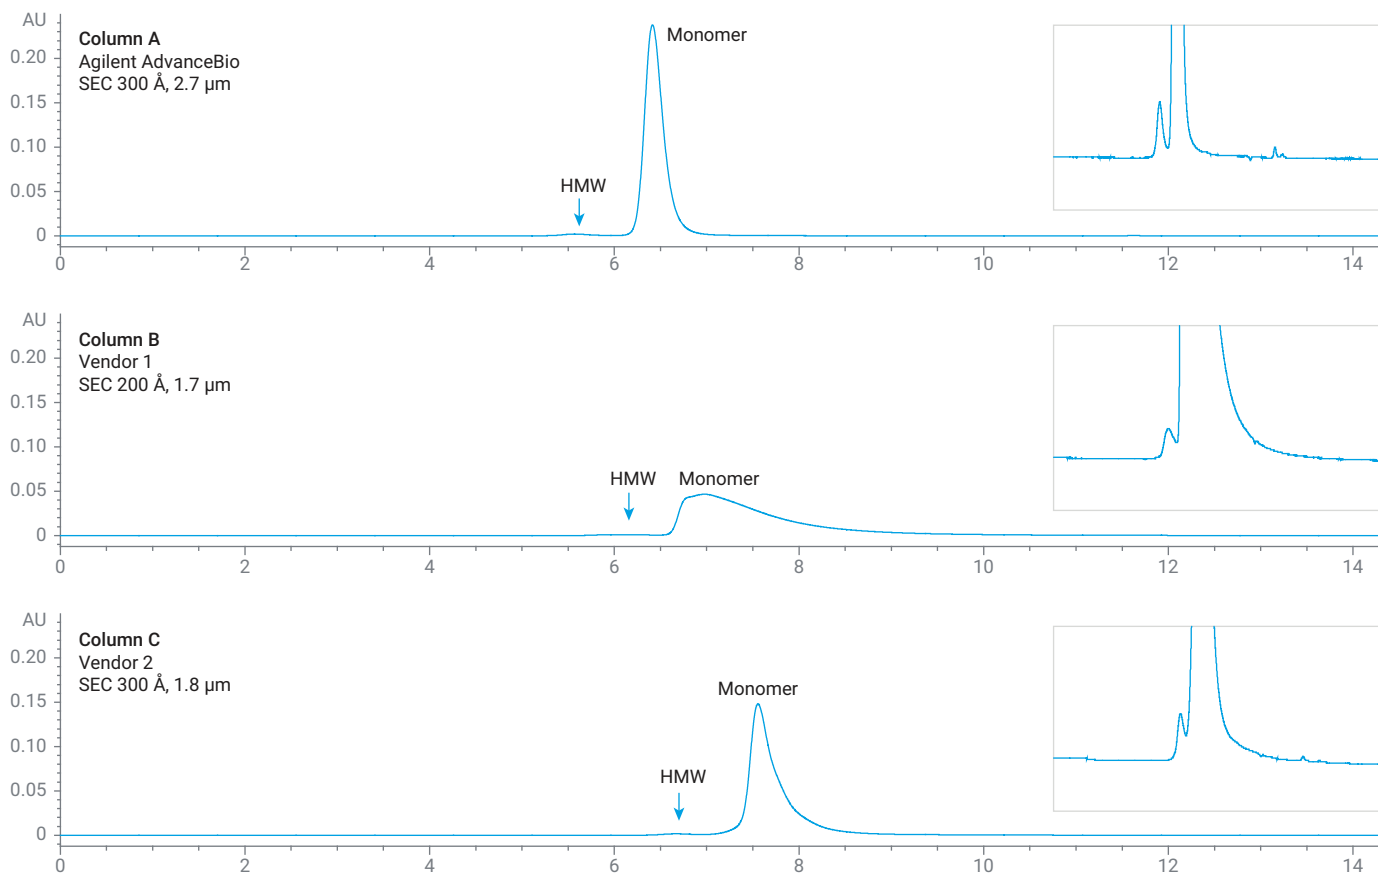 AU
Column A
Agilent AdvanceBio
SEC 300 Å, 2.7 µm
Monomer
HMW
0.20
0.15
0.10
0.05
0
0 2 4 6 8 10 12 14
AU
Column B
Vendor 1
SEC 200 Å, 1.7 µm
HMW
Monomer
0.20
0.15
0.10
0.05
0
0 2 4 6 8 10 12 14
AU
Column C
Vendor 2
SEC 300 Å, 1.8 µm
Monomer
HMW
0.20
0.15
0.10
0.05
0
0 2 4 6 8 10 12 14